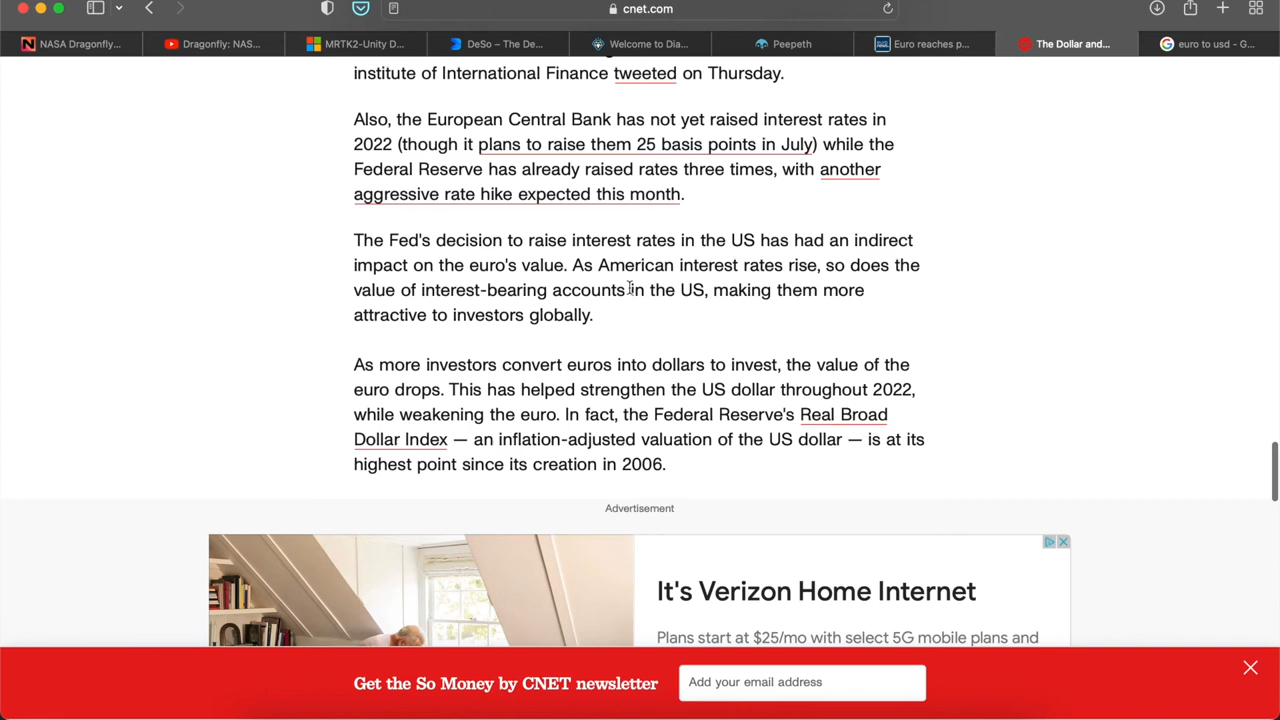 cnet.com
NASA Dragonfly...
Dragonfly: NAS...
MRTK2-Unity D...
DeSo – The De...
Welcome to Dia...
Peepeth
Euro reaches p...
The Dollar and...
euro to usd - G...
institute of International Finance tweeted on Thursday.
Also, the European Central Bank has not yet raised interest rates in
2022 (though it plans to raise them 25 basis points in July) while the
Federal Reserve has already raised rates three times, with another
aggressive rate hike expected this month.
The Fed's decision to raise interest rates in the US has had an indirect
impact on the euro's value. As American interest rates rise, so does the
value of interest-bearing accounts in the US, making them more
attractive to investors globally.
As more investors convert euros into dollars to invest, the value of the
euro drops. This has helped strengthen the US dollar throughout 2022,
while weakening the euro. In fact, the Federal Reserve's Real Broad
Dollar Index — an inflation-adjusted valuation of the US dollar — is at its
highest point since its creation in 2006.
Advertisement
It's Verizon Home Internet
Plans start at $25/mo with select 5G mobile plans and
Get the So Money by CNET newsletter
Add your email address